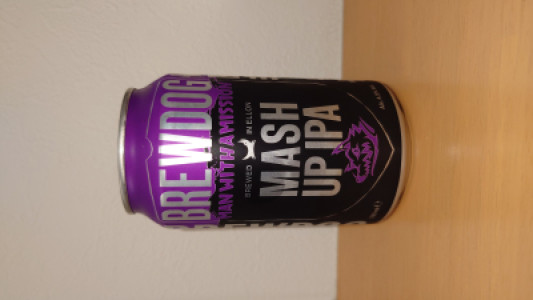 BREWDOG
MAN WITH A MISSION
BREWED IN ELLON
MASH
UP IPA